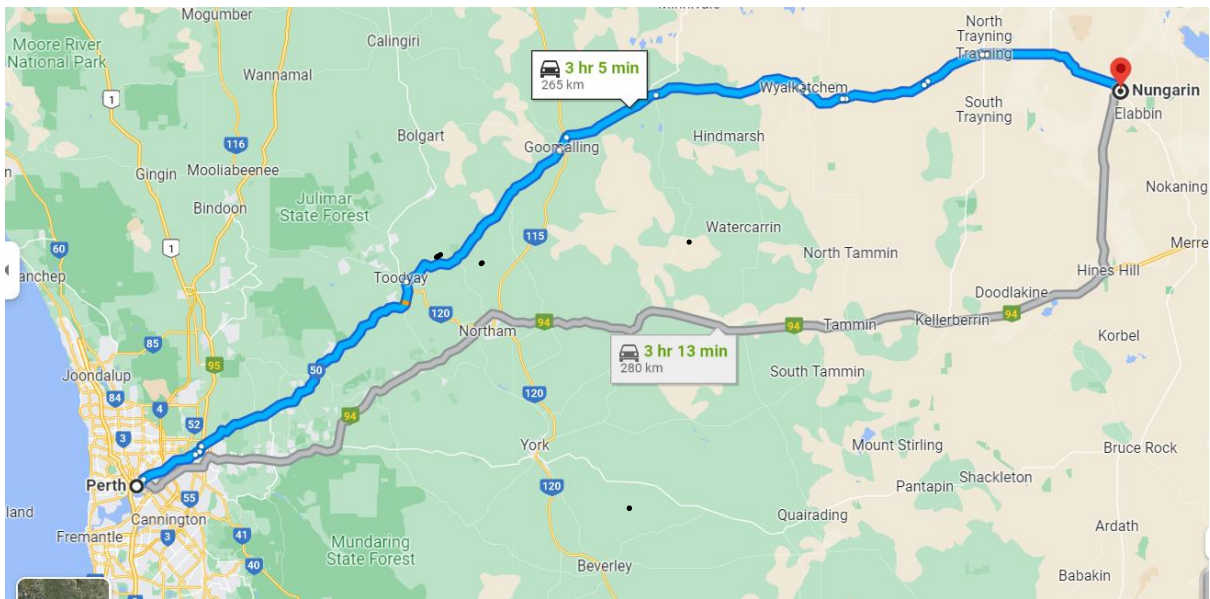 Mogumber
Minnivale
North
Trayning
Trayning
Calingiri
Moore River
National Park
Wannamal
1
3 hr 5 min
265 km
Wyalkatchem
Nungarin
South
Trayning
Elabbin
116
Bolgart
Goomalling
Hindmarsh
Gingin
Mooliabeenee
Julimar
State Forest
Nokaning
Bindoon
115
Watercarrin
60
1
North Tammin
Merre
anchep
Toodyay
Hines Hill
Doodlakine
120
Northam
94
94
Tammin
Kellerberrin
94
Korbel
85
95
50
3 hr 13 min
280 km
South Tammin
Joondalup
84
4
52
94
120
3
York
Mount Stirling
Bruce Rock
Perth
55
120
Pantapin
Shackleton
land
Cannington
Quairading
Ardath
Fremantle
3
41
Mundaring
State Forest
40
Beverley
Babakin